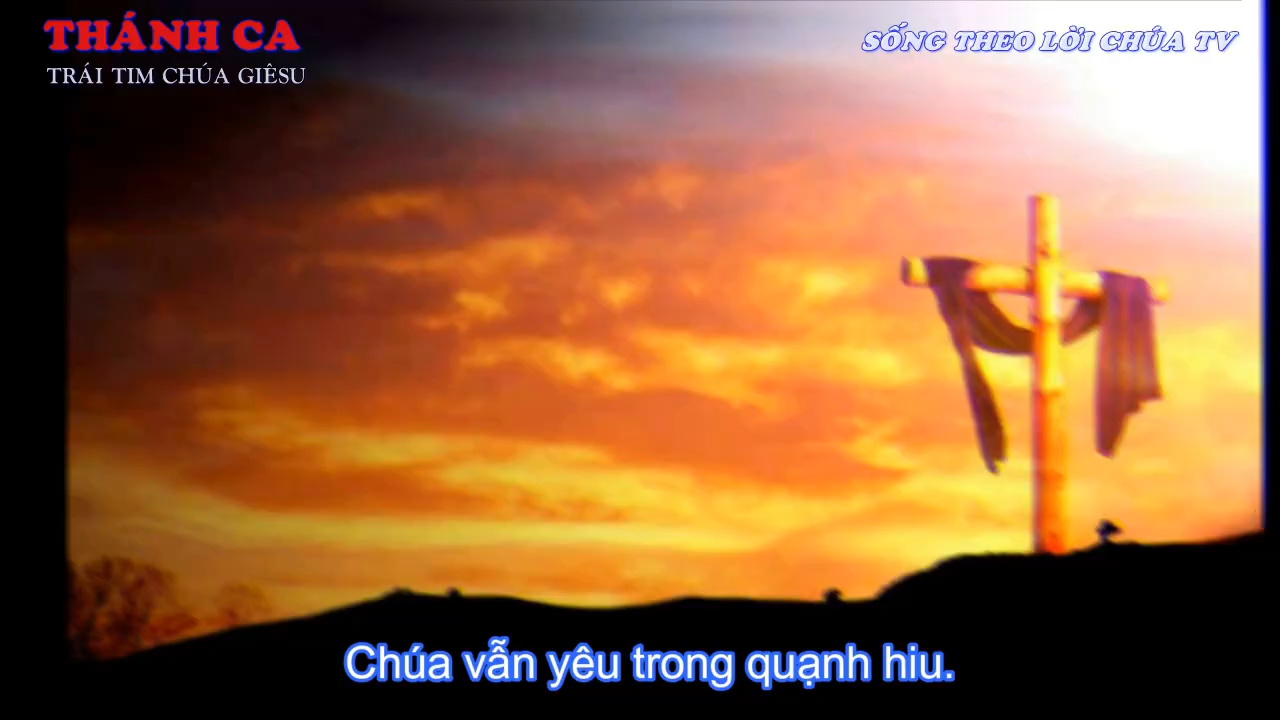 THÁNH CA
TRÁI TIM CHÚA GIÊSU
SỐNG THEO LỜI CHÚA TV
Chúa vẫn yêu trong quạnh hiu.